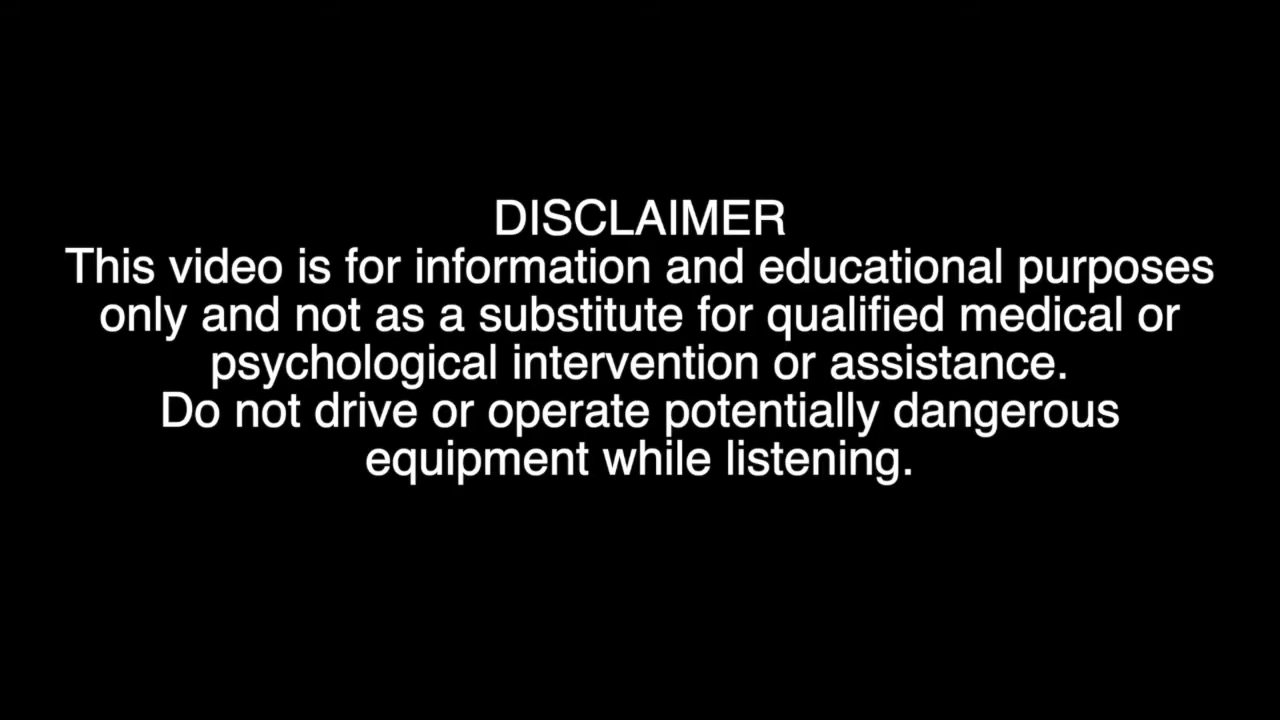 DISCLAIMER
This video is for information and educational purposes
only and not as a substitute for qualified medical or
psychological intervention or assistance.
Do not drive or operate potentially dangerous
equipment while listening.